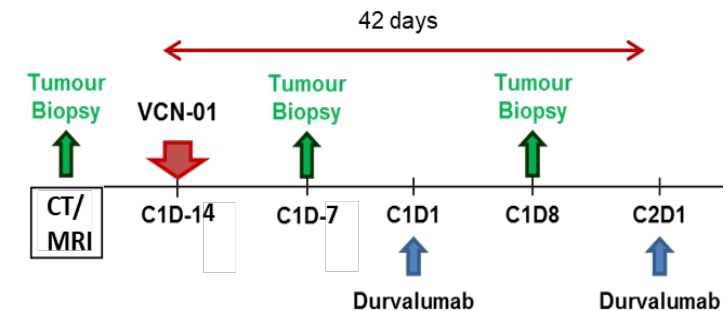 42 days
Tumour
Biopsy
VCN-01
Tumour
Biopsy
Tumour
Biopsy
CT/
MRI
C1D-14
C1D-7
C1D1
C1D8
C2D1
Durvalumab
Durvalumab